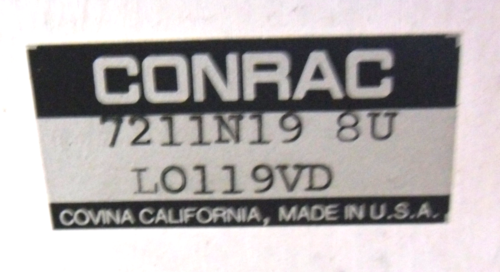 CONRAC
7211N19 8U
L0119VD
COVINA CALIFORNIA, MADE IN U.S.A.